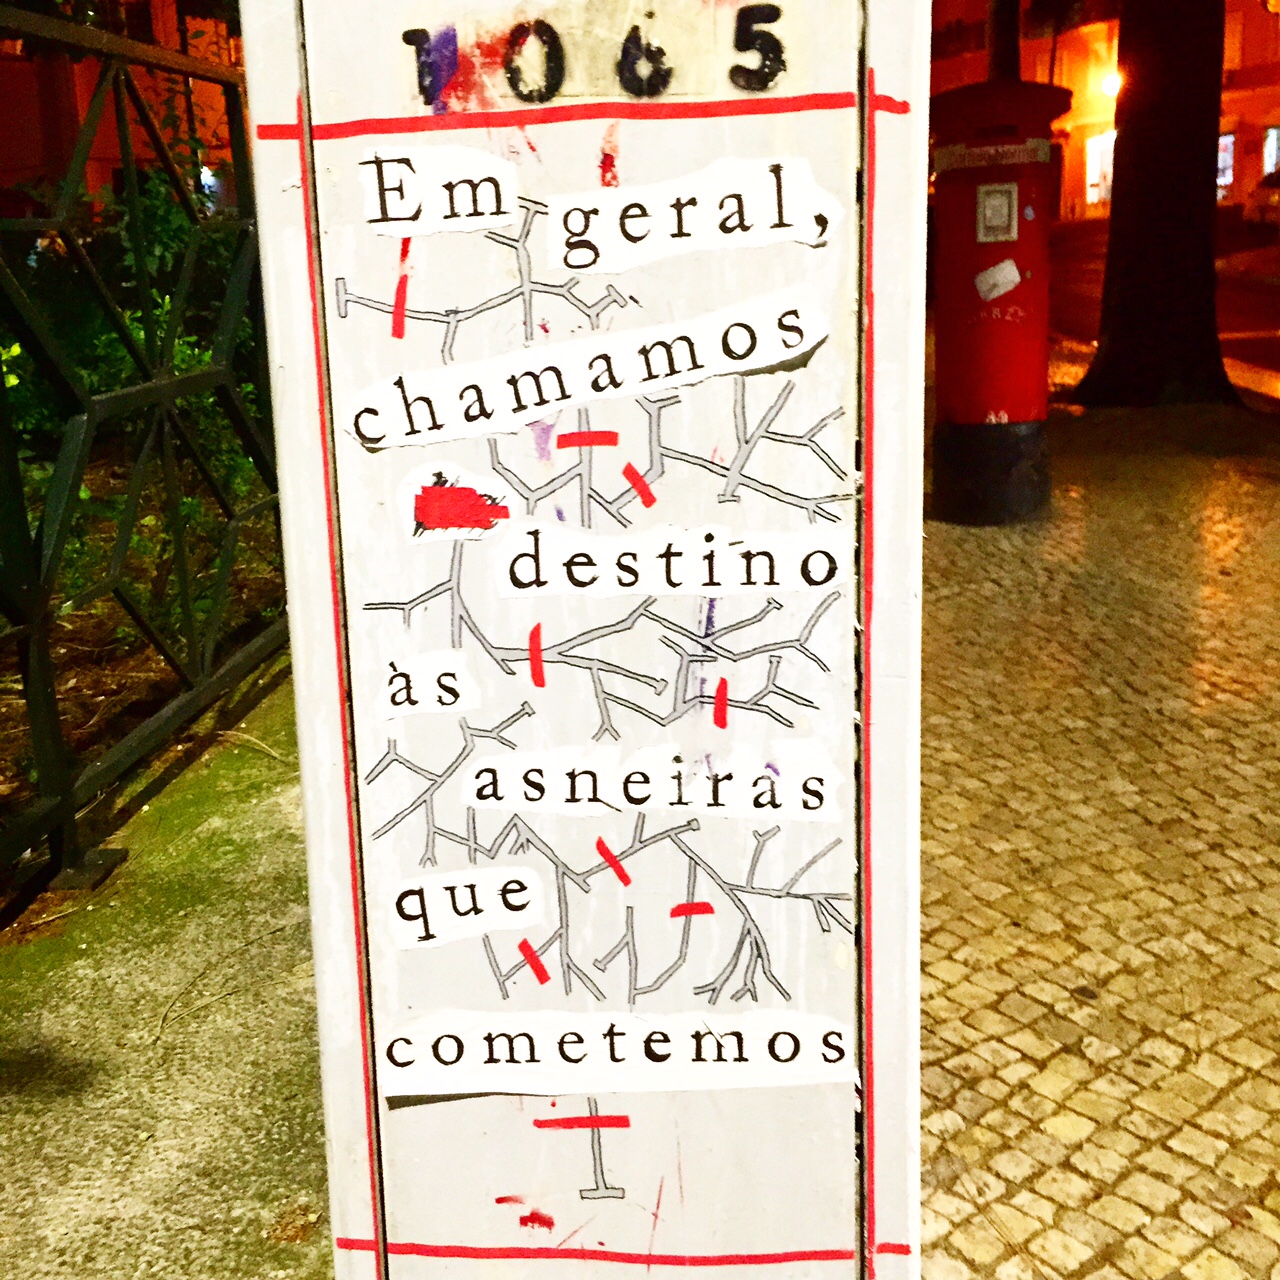 1065
Em geral,
chamamos
destino
às
asneiras
que
cometemos